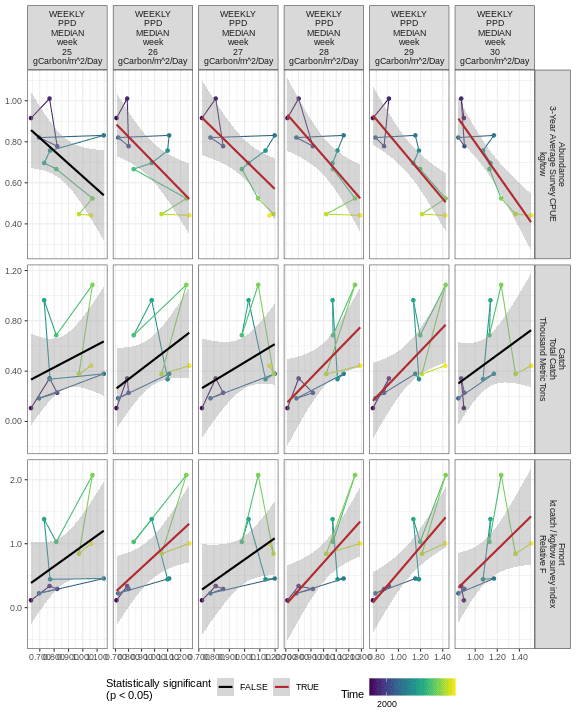 WEEKLY
PPD
MEDIAN
week
25
gCarbon/m^2/Day
WEEKLY
PPD
MEDIAN
week
26
gCarbon/m^2/Day
WEEKLY
PPD
MEDIAN
week
27
gCarbon/m^2/Day
WEEKLY
PPD
MEDIAN
week
28
gCarbon/m^2/Day
WEEKLY
PPD
MEDIAN
week
29
gCarbon/m^2/Day
WEEKLY
PPD
MEDIAN
week
30
gCarbon/m^2/Day
1.00
0.80
0.60
0.40
Abundance
3-Year Average Survey CPUE
kg/tow
1.20
0.80
0.40
0.00
Catch
Total Catch
Thousand Metric Tons
2.0
1.0
0.0
Fmort
kt catch / kg/tow survey index
Relative F
0.80 1.00 1.20 1.40
1.00 1.20 1.40
Statistically significant
(p < 0.05)
FALSE
TRUE
Time
2000